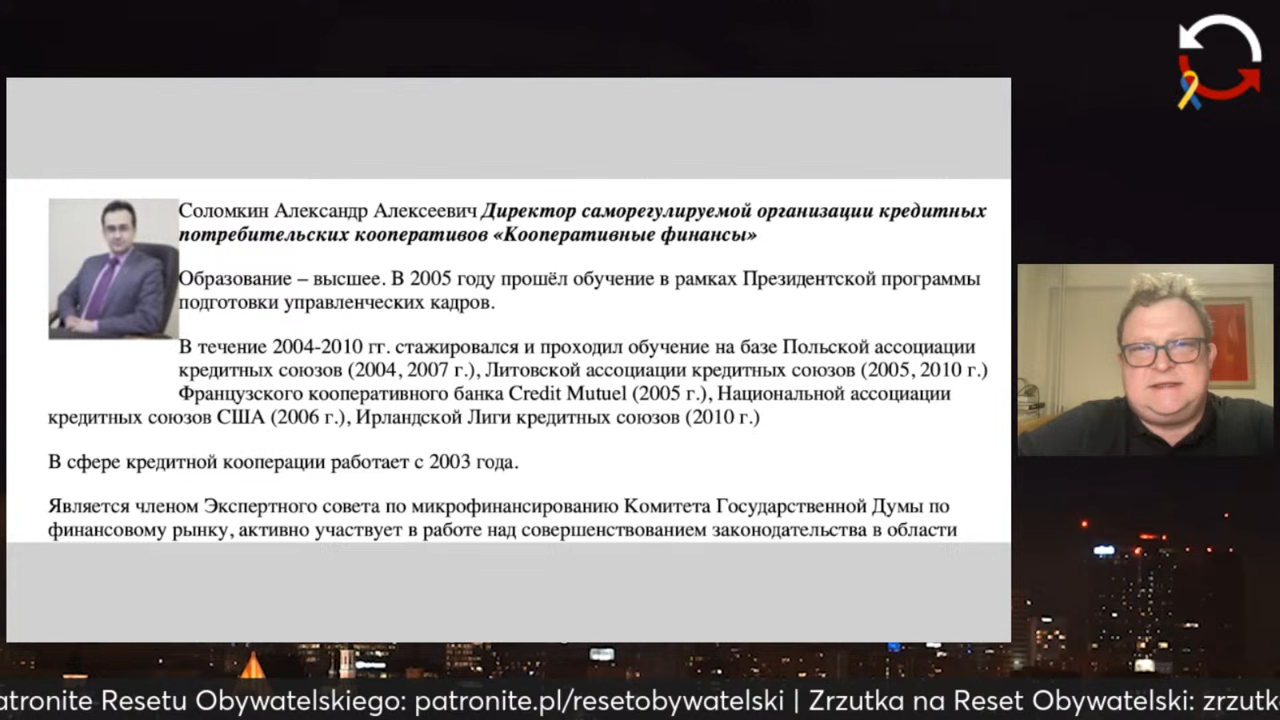 Соломкин Александр Алексеевич Директор саморегулируемой организации кредитных
потребительских кооперативов «Кооперативные финансы»
Образование – высшее. В 2005 году прошёл обучение в рамках Президентской программы
подготовки управленческих кадров.
В течение 2004-2010 гг. стажировался и проходил обучение на базе Польской ассоциации
кредитных союзов (2004, 2007 г.), Литовской ассоциации кредитных союзов (2005, 2010 г.)
Французского кооперативного банка Credit Mutuel (2005 г.), Национальной ассоциации
кредитных союзов США (2006 г.), Ирландской Лиги кредитных союзов (2010 г.)
В сфере кредитной кооперации работает с 2003 года.
Является членом Экспертного совета по микрофинансированию Комитета Государственной Думы по
финансовому рынку, активно участвует в работе над совершенствованием законодательства в области
atronite Resetu Obywatelskiego: patronite.pl/resetobywatelski | Zrzutka na Reset Obywatelski: zrzutk